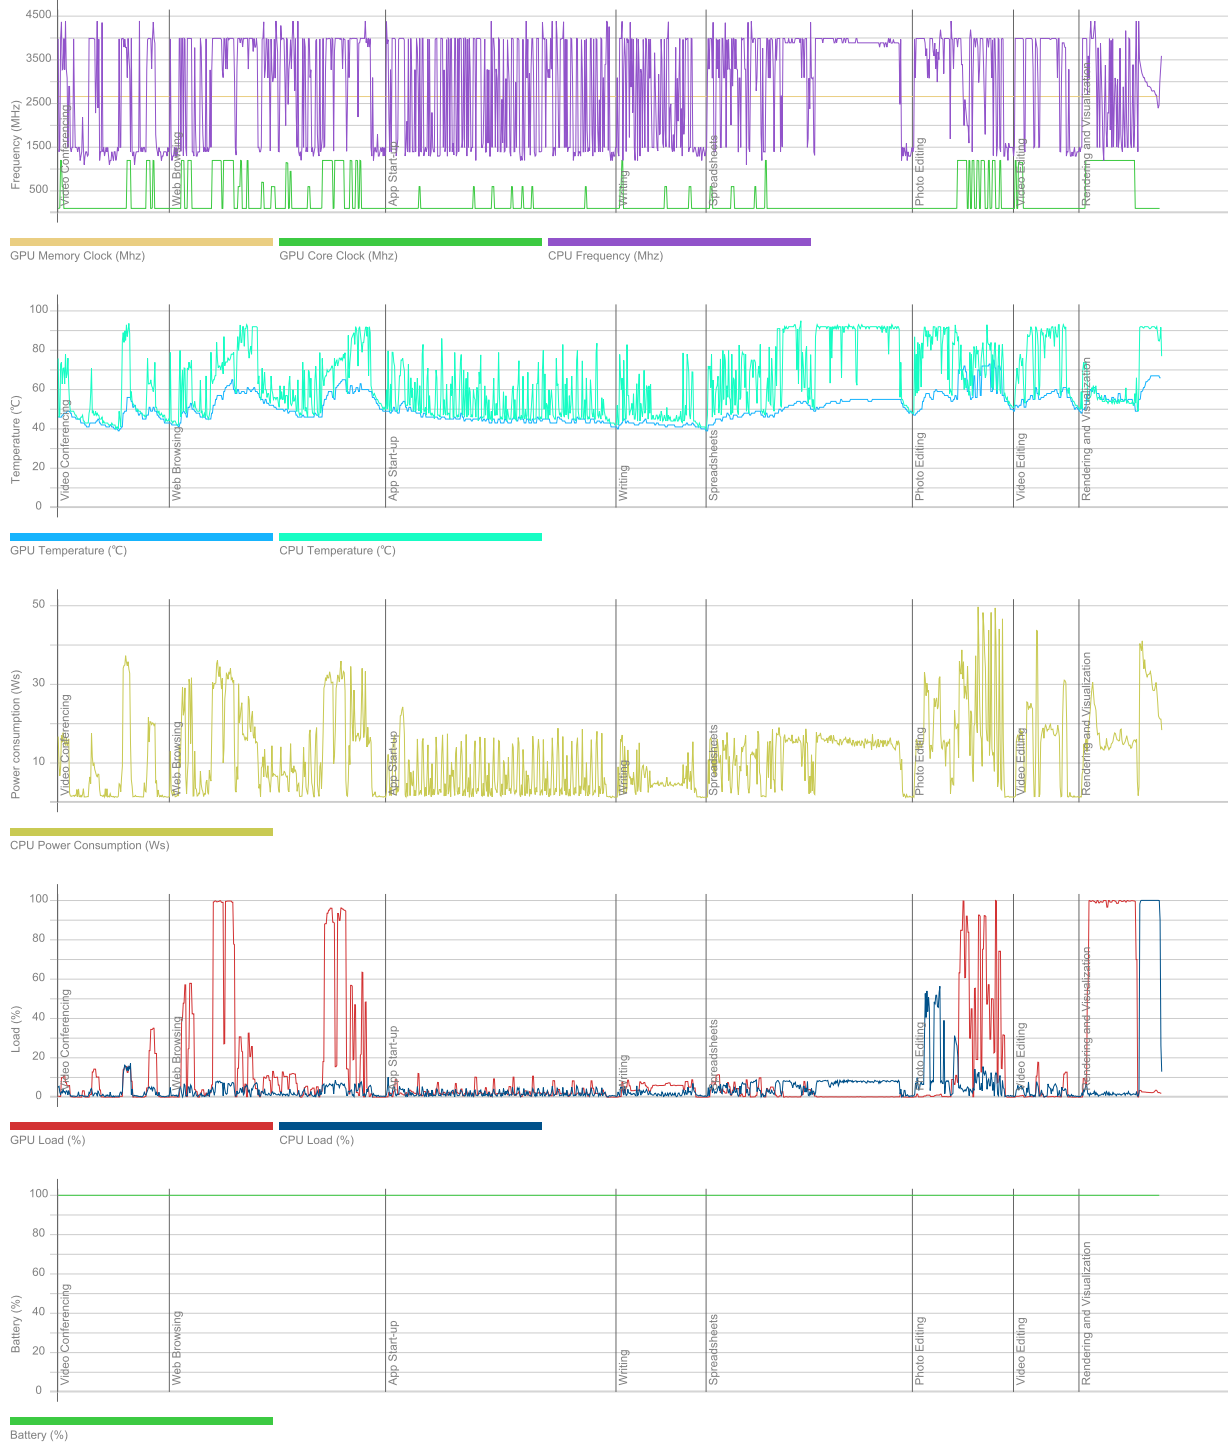 4500
3500
2500
1500
500
Frequency (MHz)
Video Conferencing
Web Browsing
App Start-up
Writing
Spreadsheets
Photo Editing
Video Editing
Rendering and Visualization
GPU Memory Clock (Mhz)
GPU Core Clock (Mhz)
CPU Frequency (Mhz)
100
80
60
40
20
0
Temperature (°C)
Video Conferencing
Web Browsing
App Start-up
Writing
Spreadsheets
Photo Editing
Video Editing
Rendering and Visualization
GPU Temperature (°C)
CPU Temperature (°C)
50
30
10
Power consumption (Ws)
Video Conferencing
Web Browsing
App Start-up
Writing
Spreadsheets
Photo Editing
Video Editing
Rendering and Visualization
CPU Power Consumption (Ws)
100
80
60
40
20
0
Load (%)
Video Conferencing
Web Browsing
App Start-up
Writing
Spreadsheets
Photo Editing
Video Editing
Rendering and Visualization
GPU Load (%)
CPU Load (%)
100
80
60
40
20
0
Battery (%)
Video Conferencing
Web Browsing
App Start-up
Writing
Spreadsheets
Photo Editing
Video Editing
Rendering and Visualization
Battery (%)